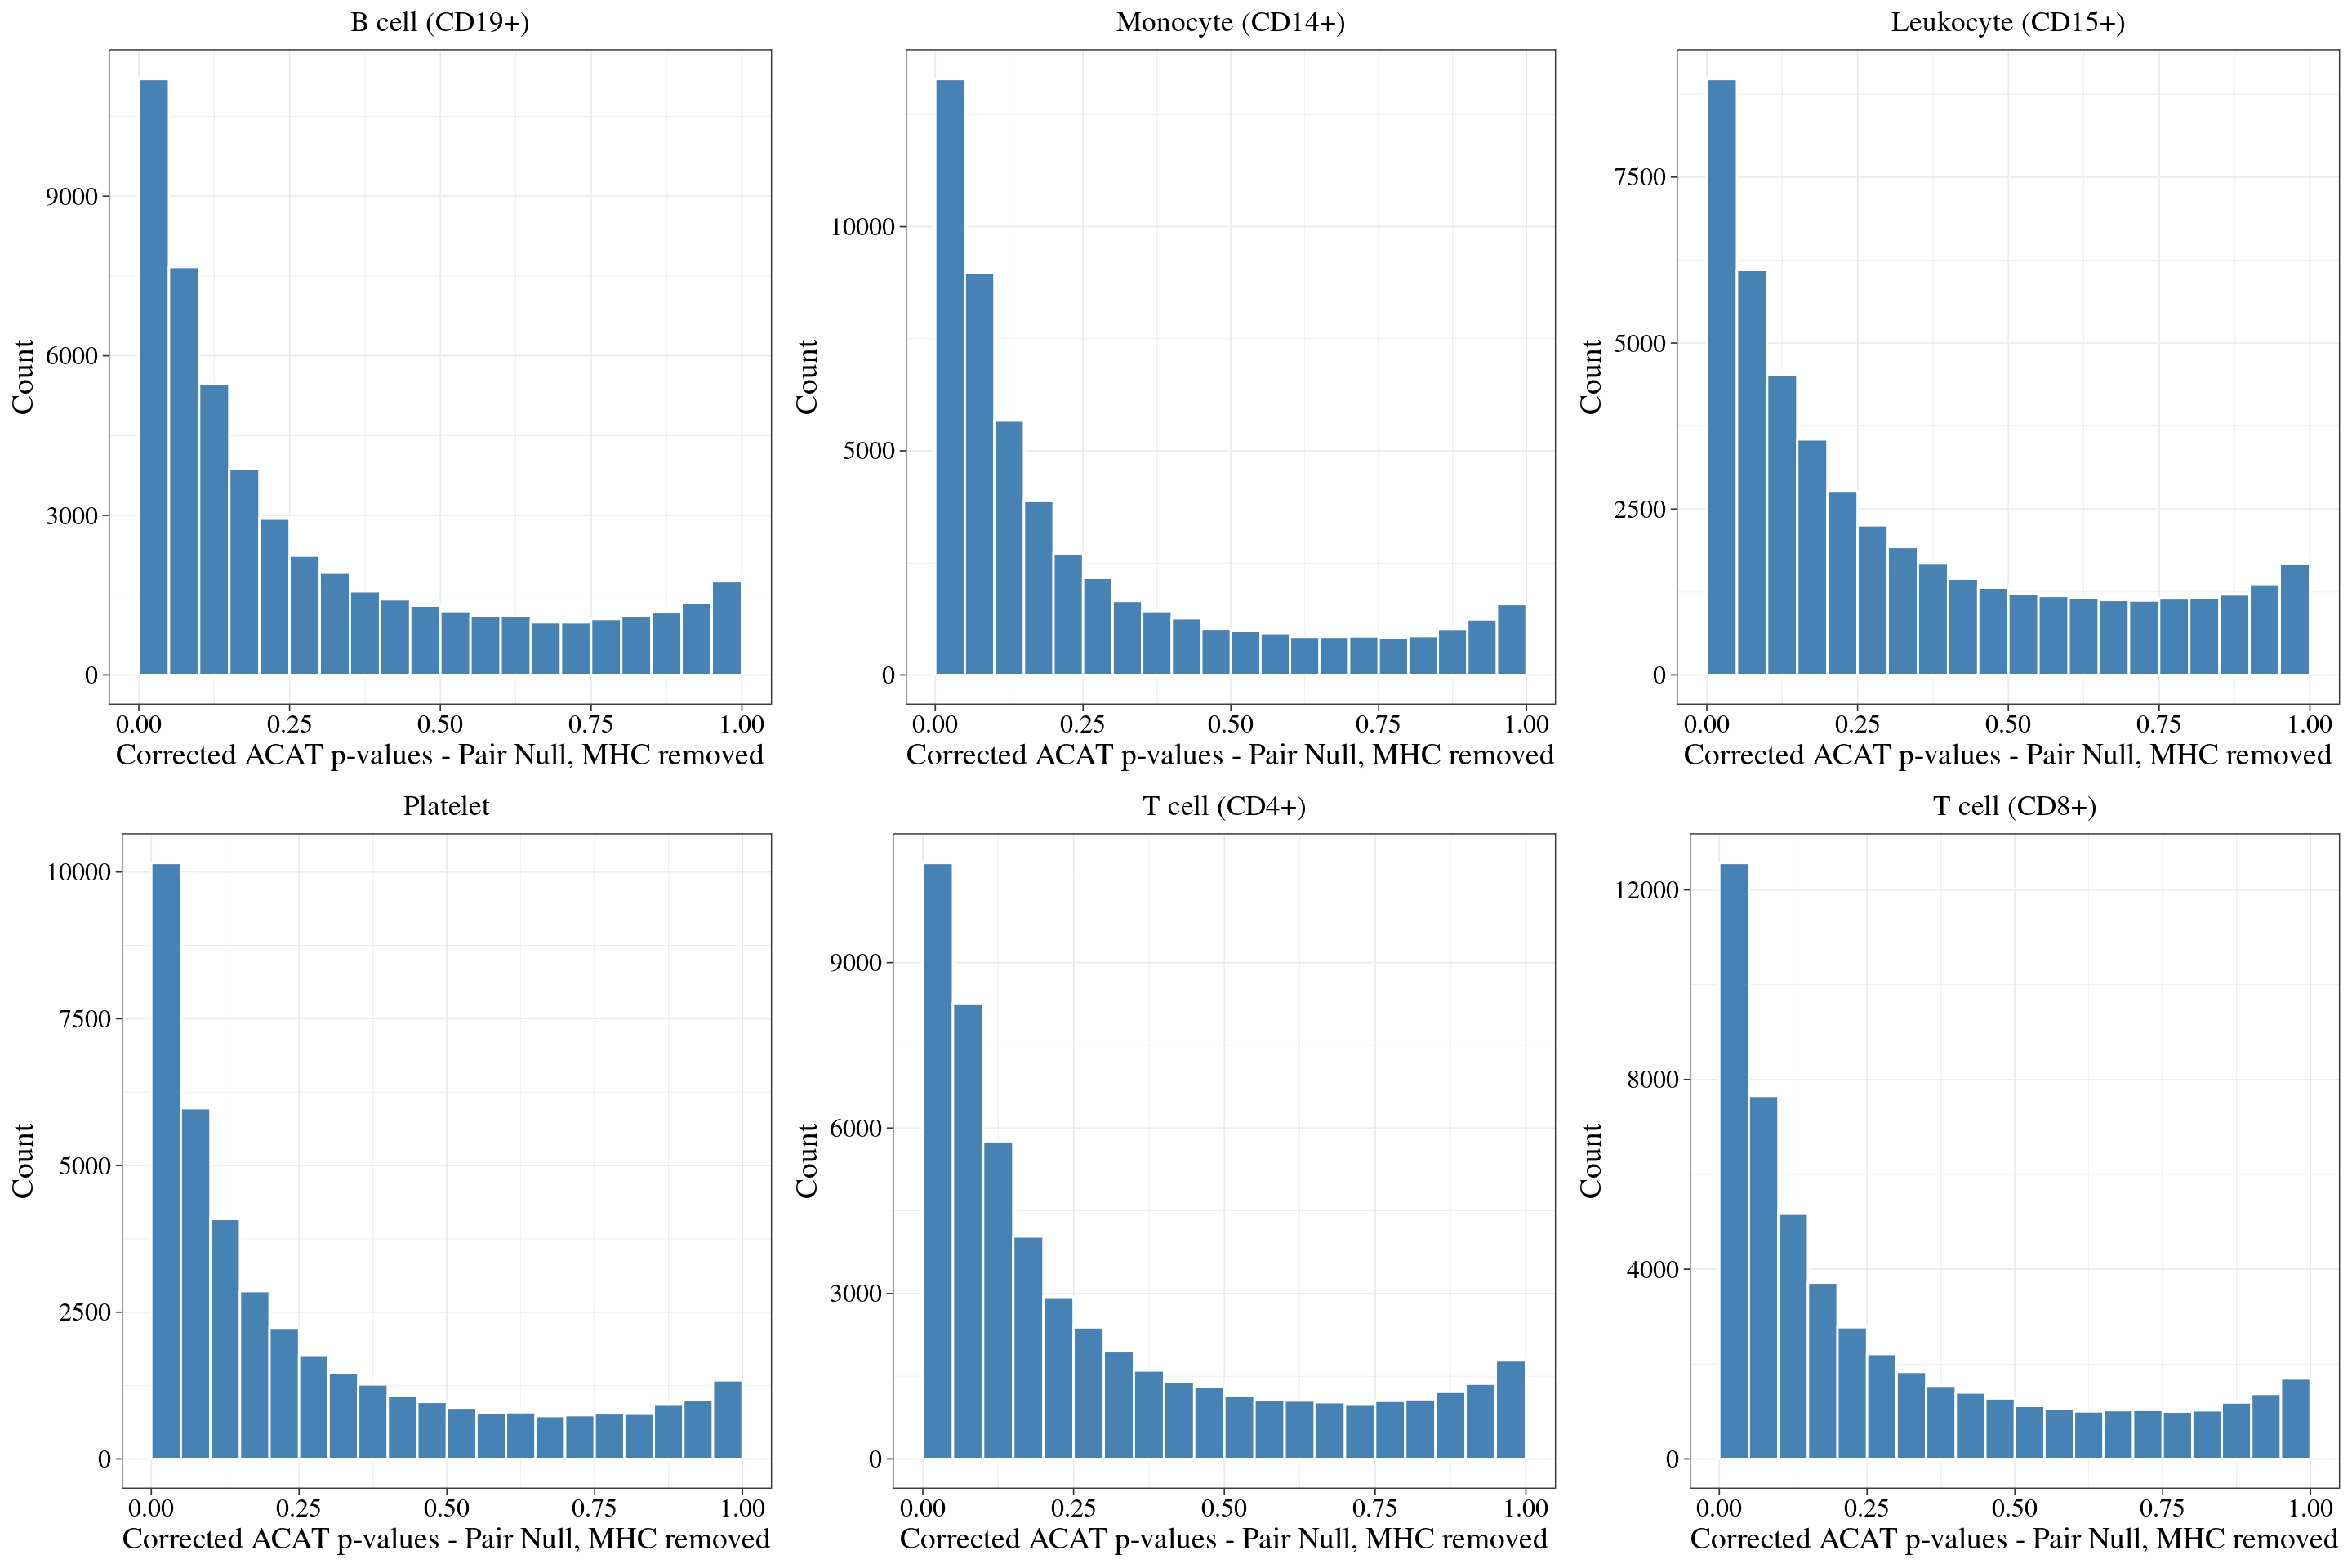 B cell (CD19+)
Monocyte (CD14+)
Leukocyte (CD15+)
Count
9000
6000
3000
0
0.00 0.25 0.50 0.75 1.00
Corrected ACAT p-values - Pair Null, MHC removed
Count
10000
5000
0
0.00 0.25 0.50 0.75 1.00
Corrected ACAT p-values - Pair Null, MHC removed
Count
7500
5000
2500
0
0.00 0.25 0.50 0.75 1.00
Corrected ACAT p-values - Pair Null, MHC removed
Platelet
T cell (CD4+)
T cell (CD8+)
Count
10000
7500
5000
2500
0
0.00 0.25 0.50 0.75 1.00
Corrected ACAT p-values - Pair Null, MHC removed
Count
9000
6000
3000
0
0.00 0.25 0.50 0.75 1.00
Corrected ACAT p-values - Pair Null, MHC removed
Count
12000
8000
4000
0
0.00 0.25 0.50 0.75 1.00
Corrected ACAT p-values - Pair Null, MHC removed